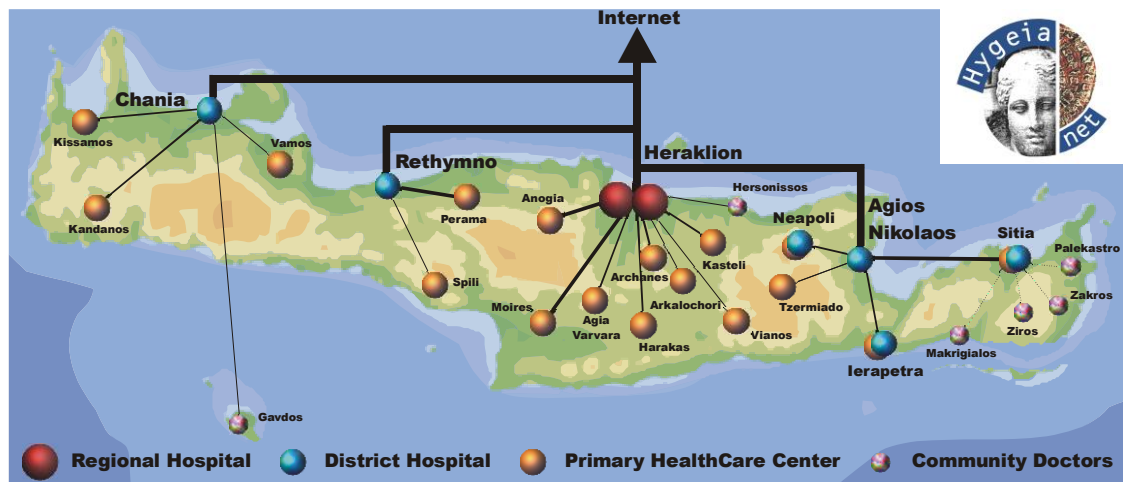 Internet
Hygeia
net
Chania
Kissamos
Vamos
Rethymno
Heraklion
Hersonissos
Anogia
Perama
Kandanos
Neapoli
Agios
Nikolaos
Sitia
Palekastro
Kasteli
Archanes
Spili
Arkalochori
Tzermiado
Zakros
Moires
Agia
Varvara
Harakas
Vianos
Ziros
Makrigialos
Ierapetra
Gavdos
Regional Hospital
District Hospital
Primary HealthCare Center
Community Doctors